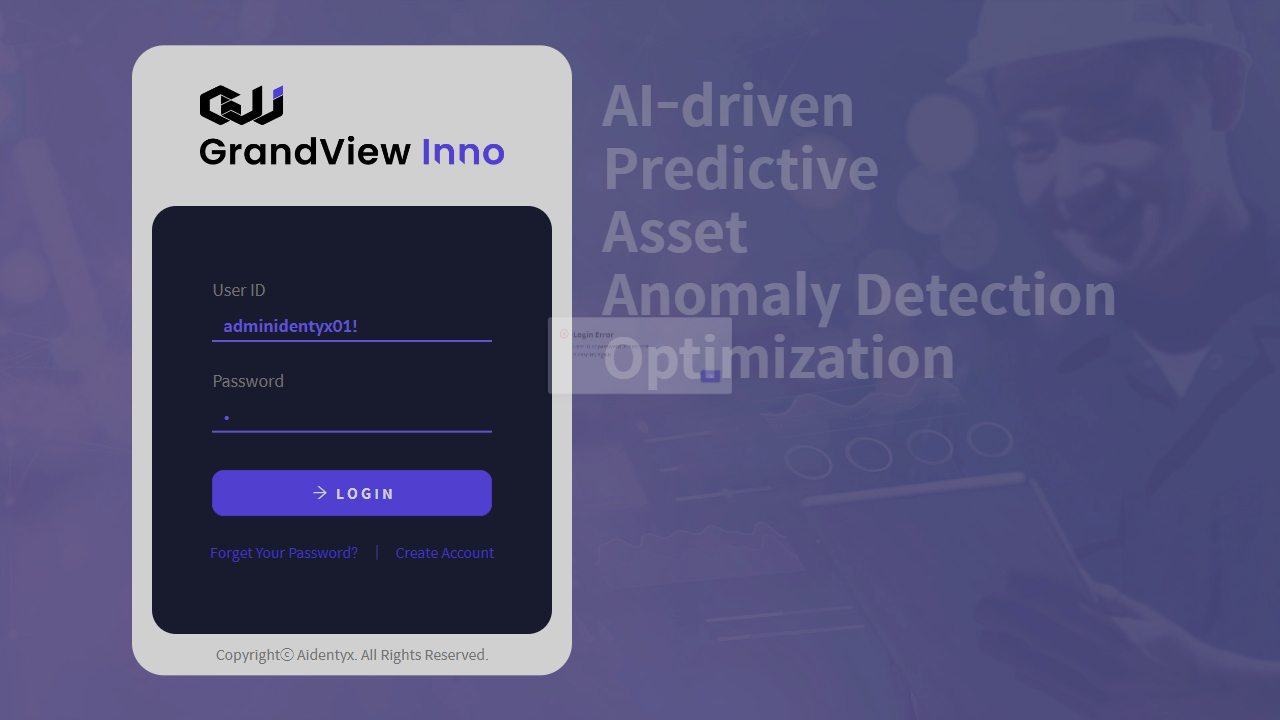 GrandView Inno
User ID
adminidentyx01!
Password
LOGIN
Forget Your Password? | Create Account
Copyrightⓒ Aidentyx. All Rights Reserved.
AI-driven
Predictive
Asset
Anomaly Detection
Optimization
Login Error